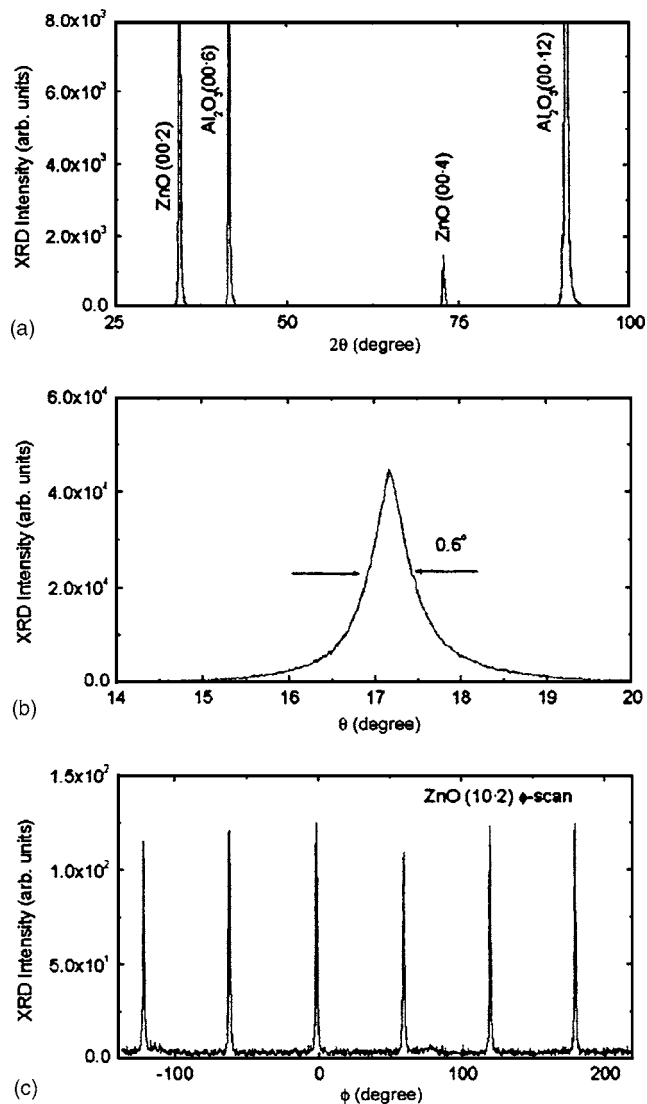 8.0x10³
6.0x10³
4.0x10³
2.0x10³
0.0
XRD Intensity (arb. units)
ZnO (00·2)
Al₂O₃(00·6)
ZnO (00·4)
Al₂O₃(00·12)
25 50 75 100
2θ (degree)
(a)
6.0x10⁴
4.0x10⁴
2.0x10⁴
0.0
XRD Intensity (arb. units)
0.6°
14 15 16 17 18 19 20
θ (degree)
(b)
1.5x10²
1.0x10²
5.0x10¹
0.0
XRD Intensity (arb. units)
ZnO (10·2) ϕ-scan
-100 0 100 200
ϕ (degree)
(c)